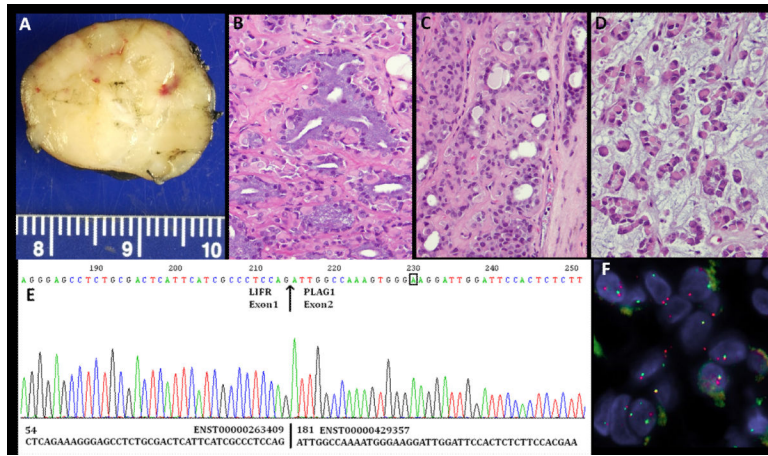 A
B
C
D
8 9 10
190 200 210 220 230 240 250
AGGGAGCCTCTGCGACTCATTCATCGCCCTCCAGATTGGCCAAAGTGGGAAGGATTGGATTCCACTCTCTT
E
LIFR PLAG1
Exon1 Exon2
F
54 ENST00000263409 181 ENST00000429357
CTCAGAAAGGGAGCCTCTGCGACTCATTCATCGCCCTCCAG ATTGGCCAAAATGGGAAGGATTGGATTCCACTCTCTTCCACGAA